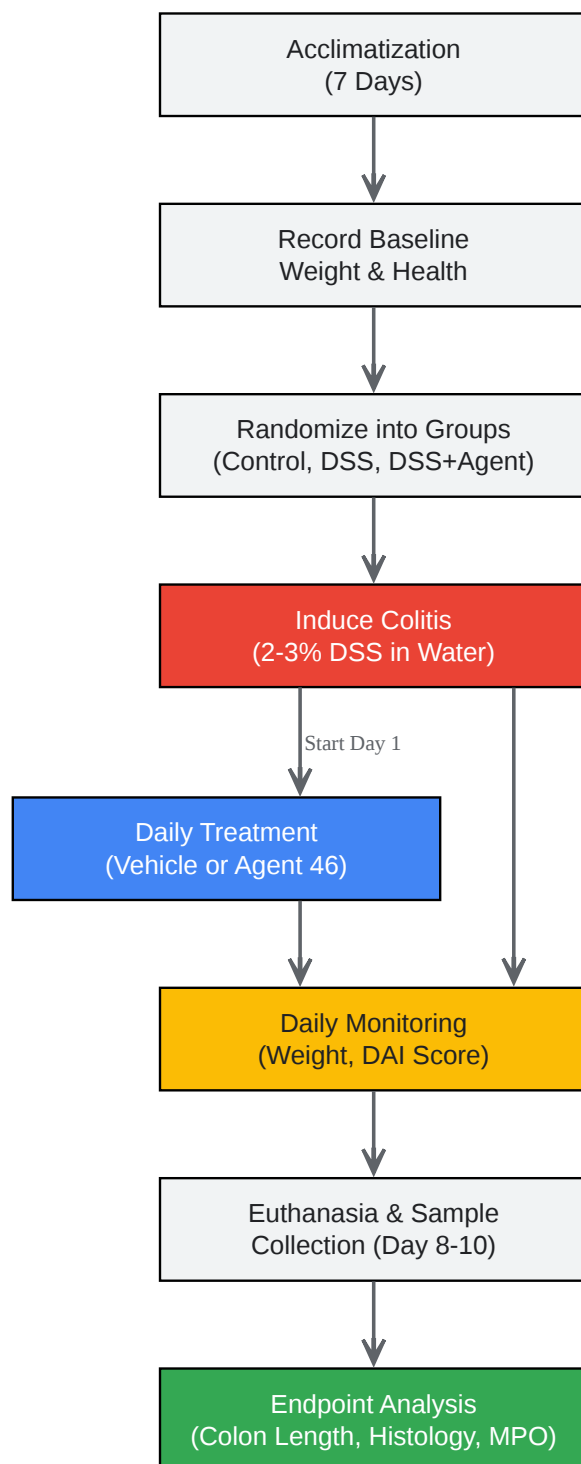 Acclimatization
(7 Days)
Record Baseline
Weight & Health
Randomize into Groups
(Control, DSS, DSS+Agent)
Induce Colitis
(2-3% DSS in Water)
Start Day 1
Daily Treatment
(Vehicle or Agent 46)
Daily Monitoring
(Weight, DAI Score)
Euthanasia & Sample
Collection (Day 8-10)
Endpoint Analysis
(Colon Length, Histology, MPO)